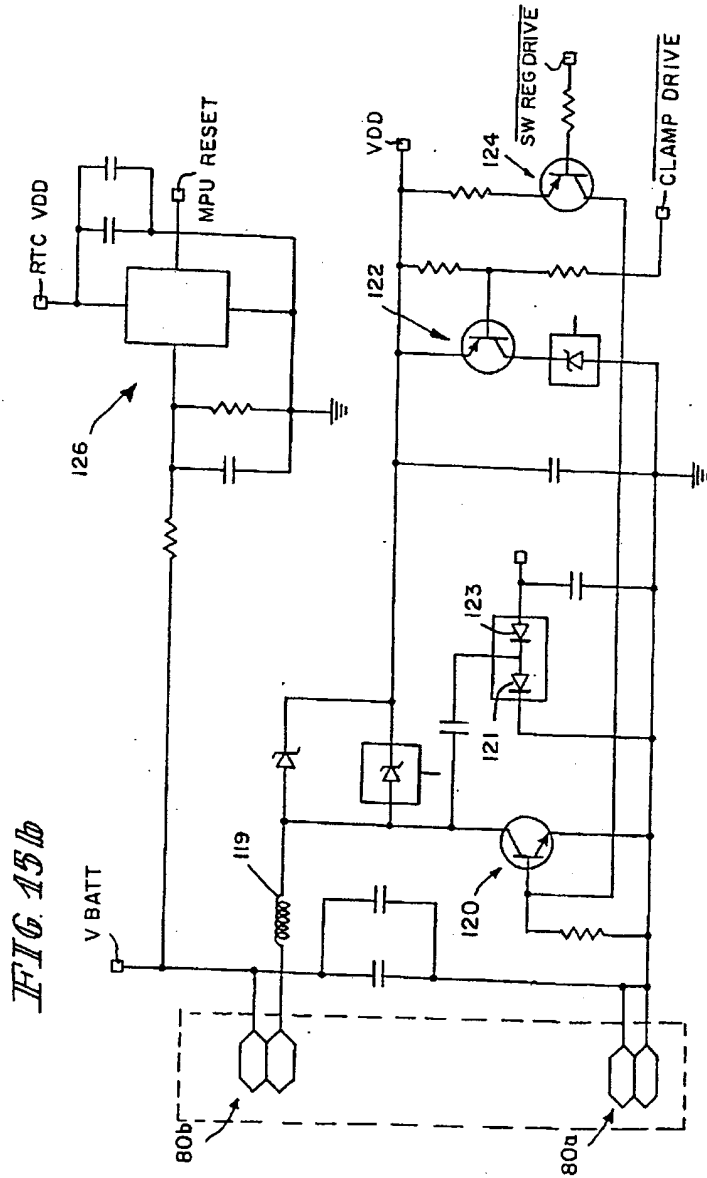 FIG. 15b
V BATT
RTC VDD
MPU RESET
126
VDD
122
124
SW REG DRIVE
CLAMP DRIVE
119
123
121
120
80b
80a